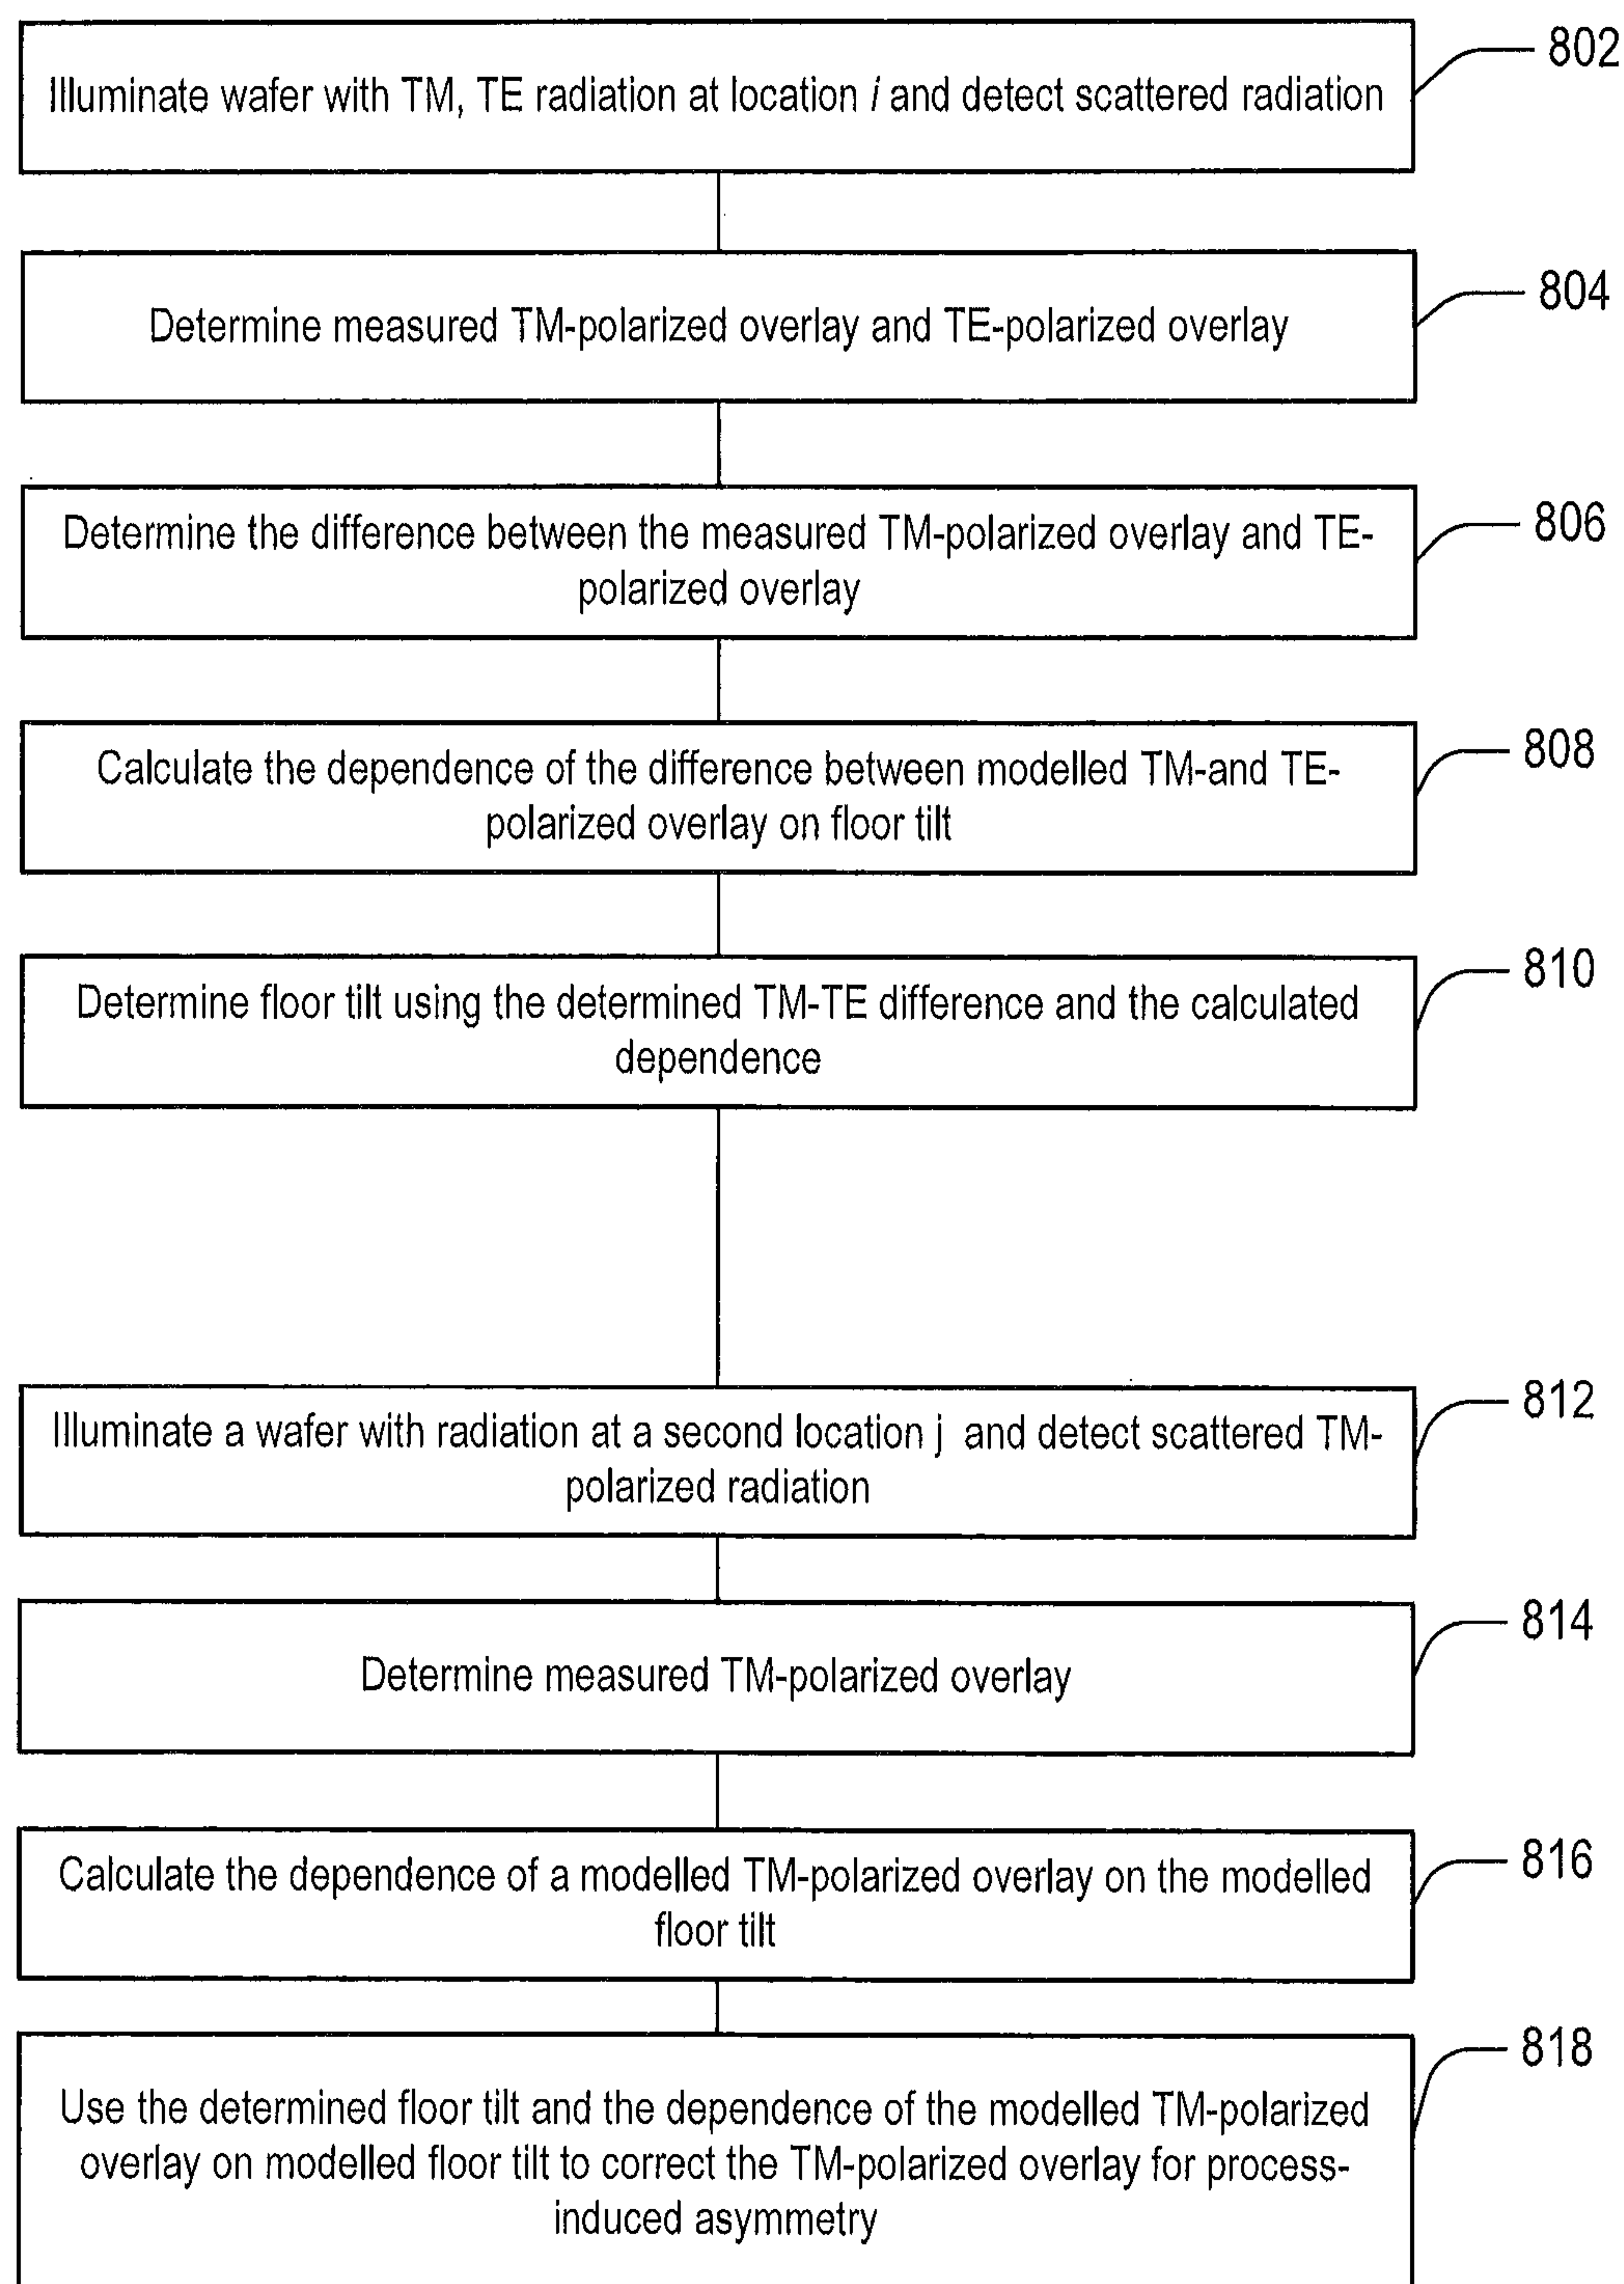 802
Illuminate wafer with TM, TE radiation at location i and detect scattered radiation
804
Determine measured TM-polarized overlay and TE-polarized overlay
806
Determine the difference between the measured TM-polarized overlay and TE-
polarized overlay
808
Calculate the dependence of the difference between modelled TM-and TE-
polarized overlay on floor tilt
810
Determine floor tilt using the determined TM-TE difference and the calculated
dependence
812
Illuminate a wafer with radiation at a second location j and detect scattered TM-
polarized radiation
814
Determine measured TM-polarized overlay
816
Calculate the dependence of a modelled TM-polarized overlay on the modelled
floor tilt
818
Use the determined floor tilt and the dependence of the modelled TM-polarized
overlay on modelled floor tilt to correct the TM-polarized overlay for process-
induced asymmetry